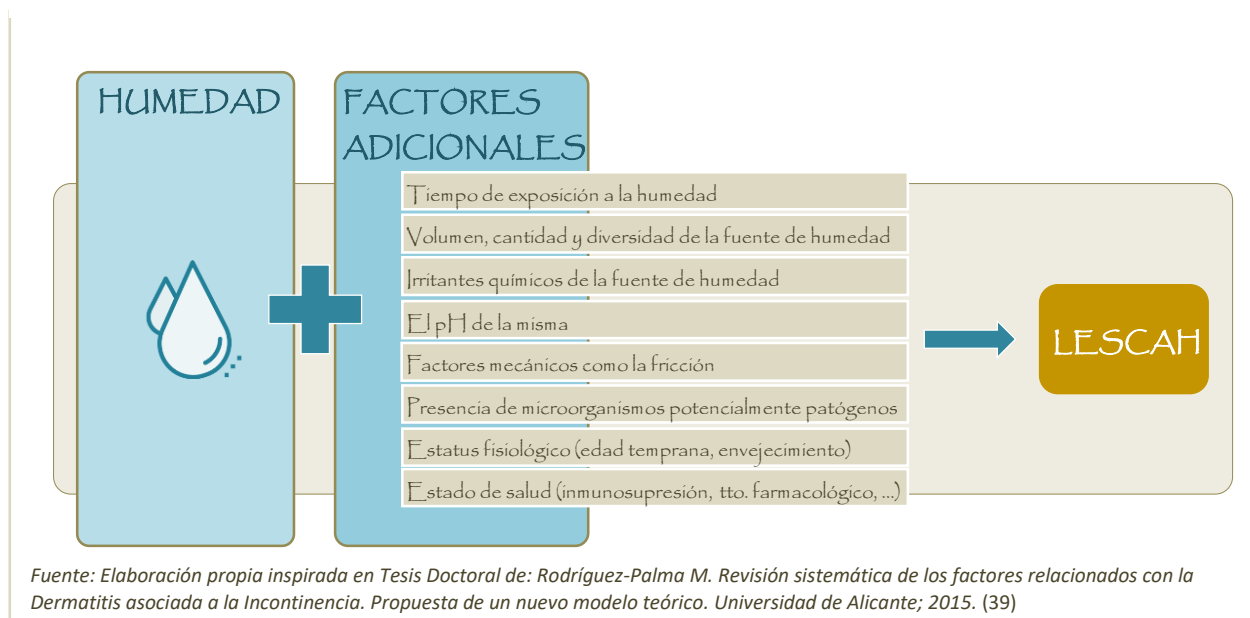 HUMEDAD
FACTORES
ADICIONALES
Tiempo de exposición a la humedad
Volumen, cantidad y diversidad de la fuente de humedad
Irritantes químicos de la fuente de humedad
El pH de la misma
Factores mecánicos como la fricción
Presencia de microorganismos potencialmente patógenos
Estatus fisiológico (edad temprana, envejecimiento)
Estado de salud (inmunosupresión, tto. farmacológico, ...)
LESCAH
Fuente: Elaboración propia inspirada en Tesis Doctoral de: Rodríguez-Palma M. Revisión sistemática de los factores relacionados con la
Dermatitis asociada a la Incontinencia. Propuesta de un nuevo modelo teórico. Universidad de Alicante; 2015. (39)